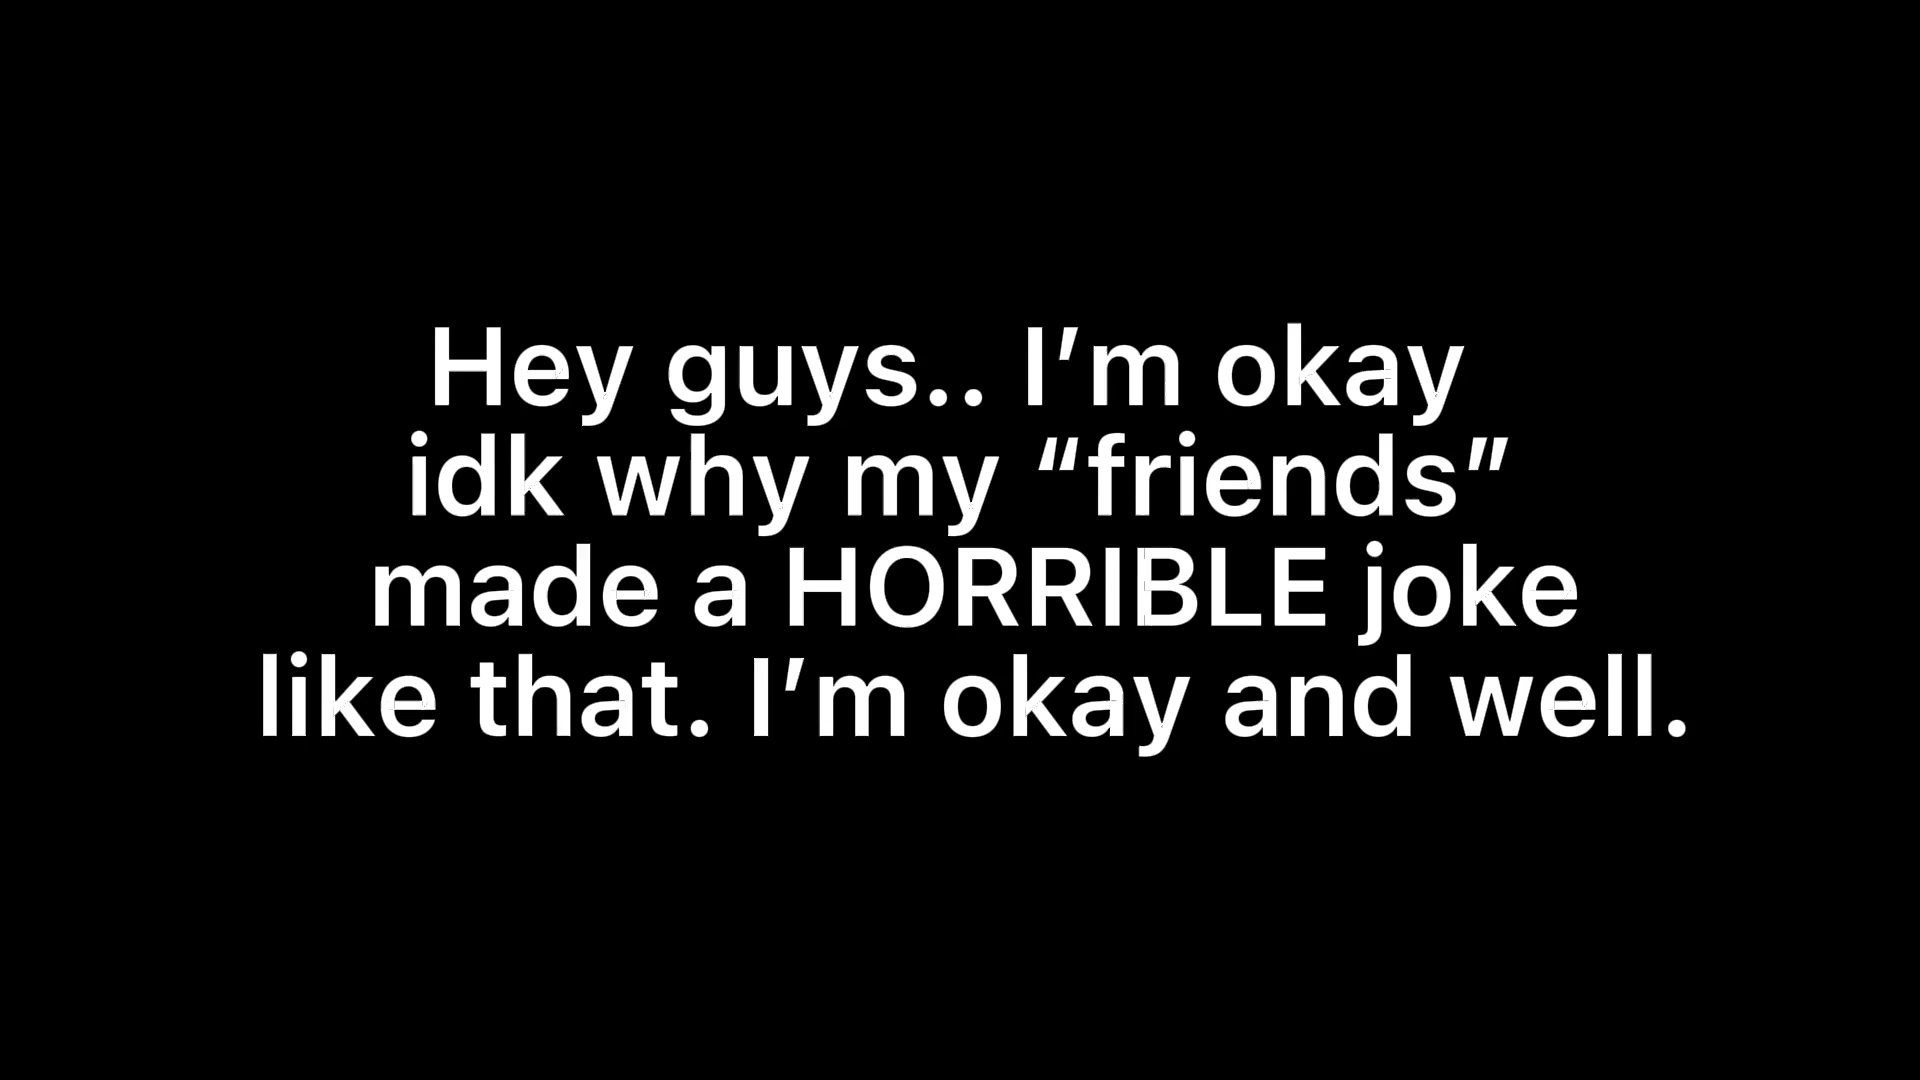 Hey guys.. I’m okay
idk why my “friends”
made a HORRIBLE joke
like that. I’m okay and well.